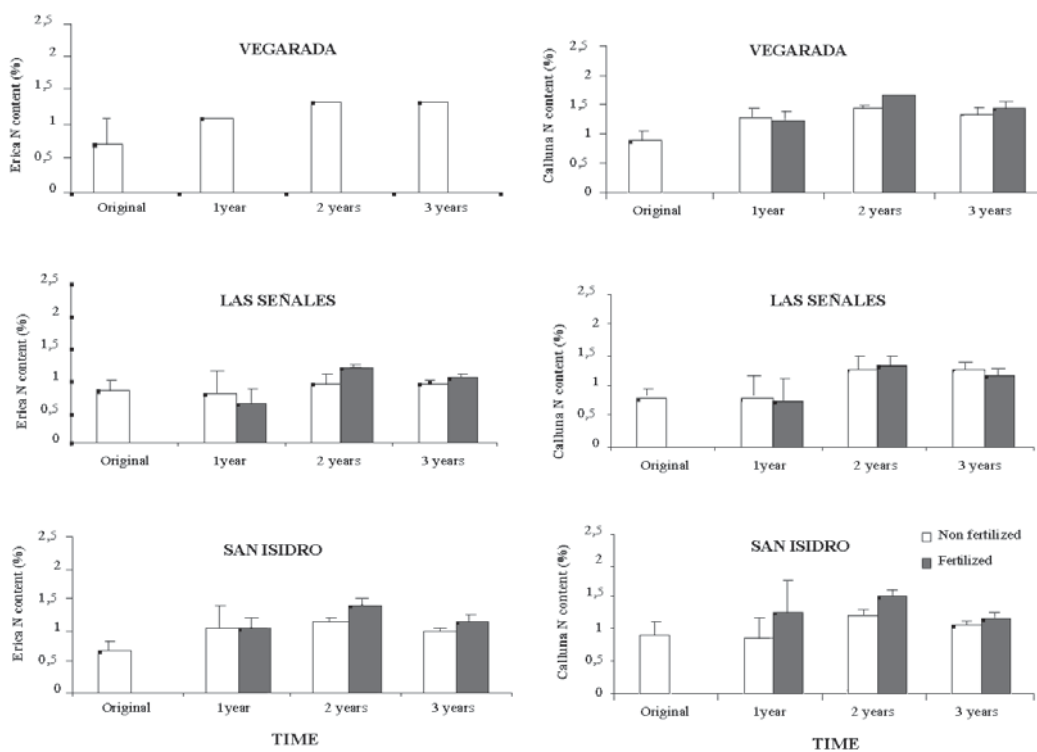 VEGARADA
Erica N content (%)
2,5
2
1,5
1
0,5
0
Original
1year
2 years
3 years
VEGARADA
Calluna N content (%)
2,5
2
1,5
1
0,5
0
Original
1year
2 years
3 years
LAS SEÑALES
Erica N content (%)
2,5
2
1,5
1
0,5
0
Original
1year
2 years
3 years
LAS SEÑALES
Calluna N content (%)
2,5
2
1,5
1
0,5
0
Original
1year
2 years
3 years
SAN ISIDRO
Erica N content (%)
2,5
2
1,5
1
0,5
0
Original
1year
2 years
3 years
TIME
SAN ISIDRO
Non fertilized
Fertilized
Calluna N content (%)
2,5
2
1,5
1
0,5
0
Original
1year
2 years
3 years
TIME